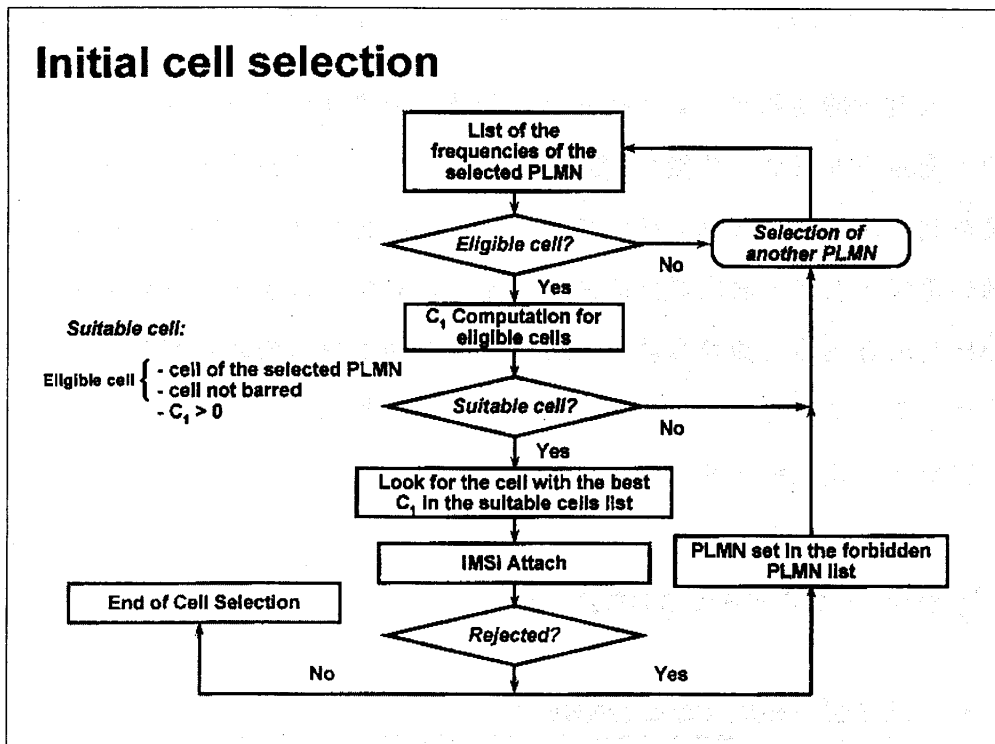 Initial cell selection
List of the
frequencies of the
selected PLMN
Eligible cell?
No
Selection of
another PLMN
Yes
C₁ Computation for
eligible cells
Suitable cell:
Eligible cell { - cell of the selected PLMN
- cell not barred
- C₁ > 0
Suitable cell?
No
Yes
Look for the cell with the best
C₁ in the suitable cells list
IMSI Attach
PLMN set in the forbidden
PLMN list
End of Cell Selection
Rejected?
No
Yes